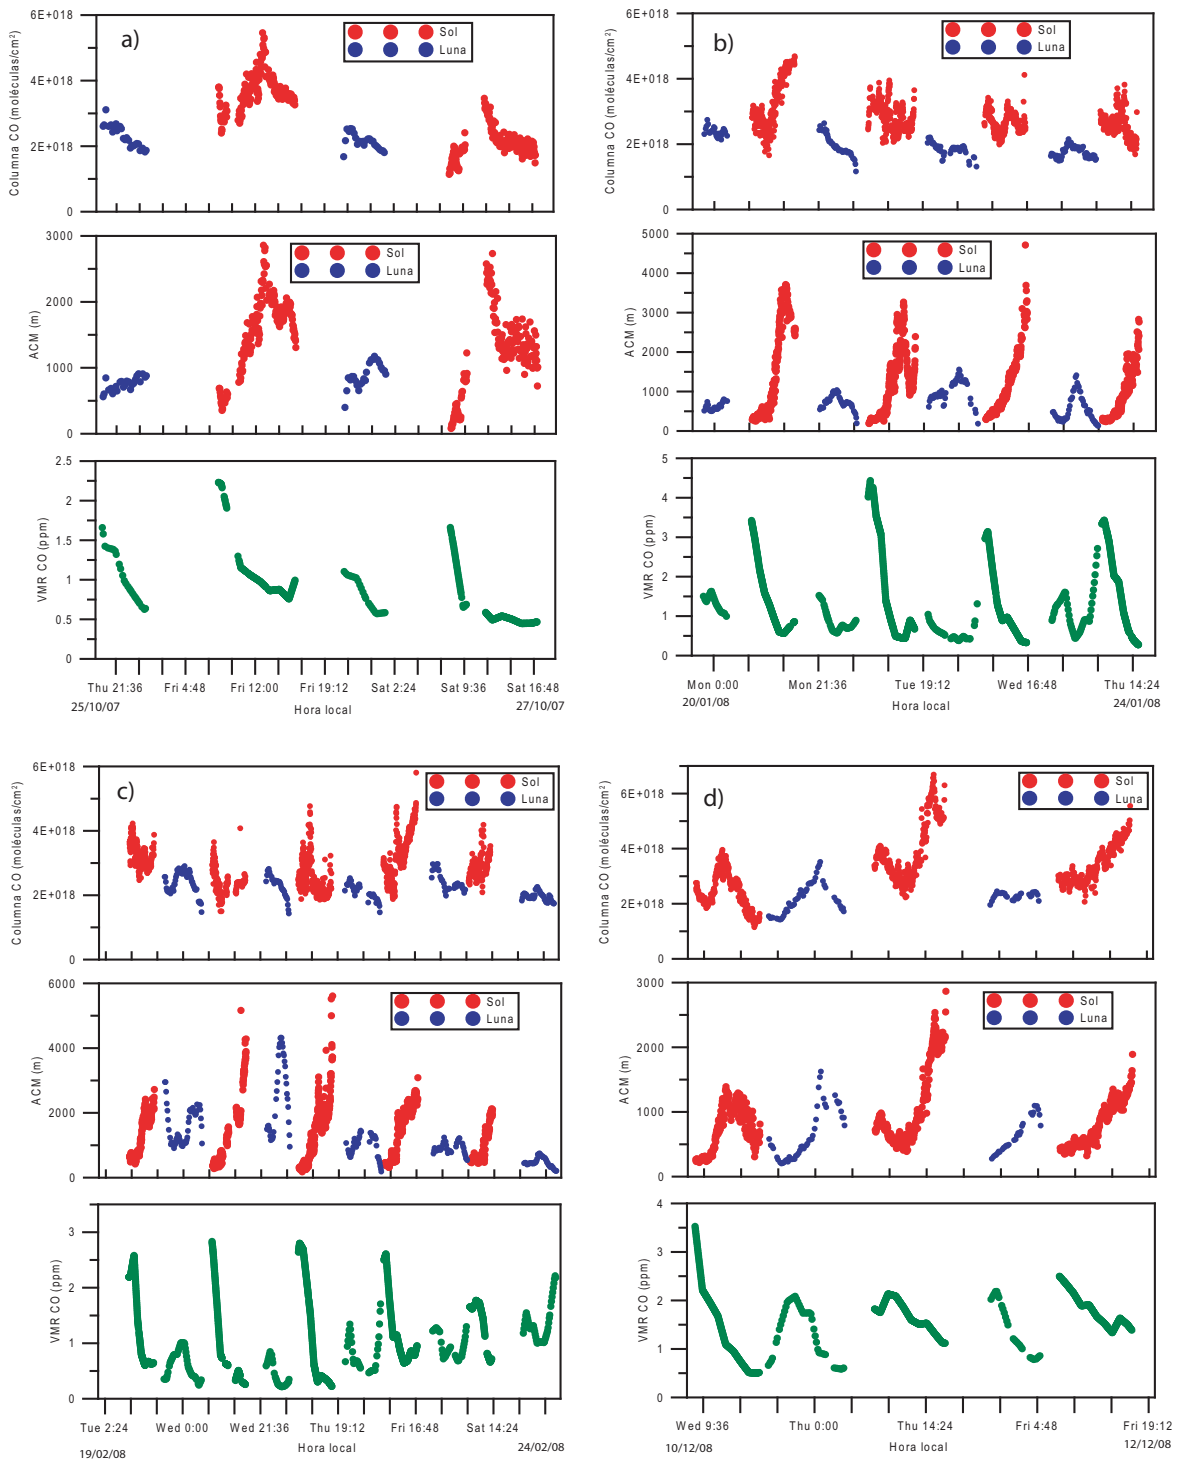 a)
Sol
Luna
6E+018
4E+018
2E+018
0
Columna CO (moléculas/cm²)
Sol
Luna
3000
2000
1000
0
ACM (m)
2.5
2
1.5
1
0.5
0
VMR CO (ppm)
Thu 21:36 Fri 4:48 Fri 12:00 Fri 19:12 Sat 2:24 Sat 9:36 Sat 16:48
25/10/07 Hora local 27/10/07
b)
Sol
Luna
6E+018
4E+018
2E+018
0
Columna CO (moléculas/cm²)
Sol
Luna
5000
4000
3000
2000
1000
0
ACM (m)
5
4
3
2
1
0
VMR CO (ppm)
Mon 0:00 Mon 21:36 Tue 19:12 Wed 16:48 Thu 14:24
20/01/08 Hora local 24/01/08
c)
Sol
Luna
6E+018
4E+018
2E+018
0
Columna CO (moléculas/cm²)
Sol
Luna
6000
4000
2000
0
ACM (m)
3
2
1
0
VMR CO (ppm)
Tue 2:24 Wed 0:00 Wed 21:36 Thu 19:12 Fri 16:48 Sat 14:24
19/02/08 Hora local 24/02/08
d)
Sol
Luna
6E+018
4E+018
2E+018
0
Columna CO (moléculas/cm²)
Sol
Luna
3000
2000
1000
0
ACM (m)
4
3
2
1
0
VMR CO (ppm)
Wed 9:36 Thu 0:00 Thu 14:24 Fri 4:48 Fri 19:12
10/12/08 Hora local 12/12/08